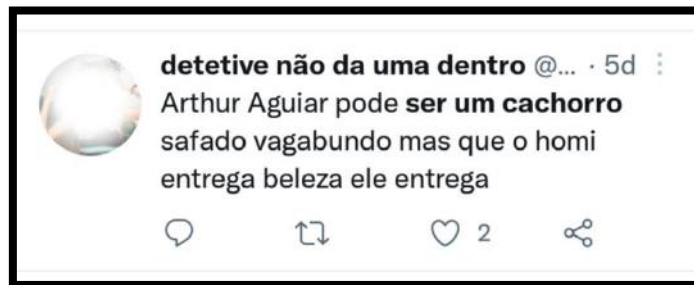 detetive não da uma dentro @... · 5d
Arthur Aguiar pode ser um cachorro
safado vagabundo mas que o homi
entrega beleza ele entrega
2